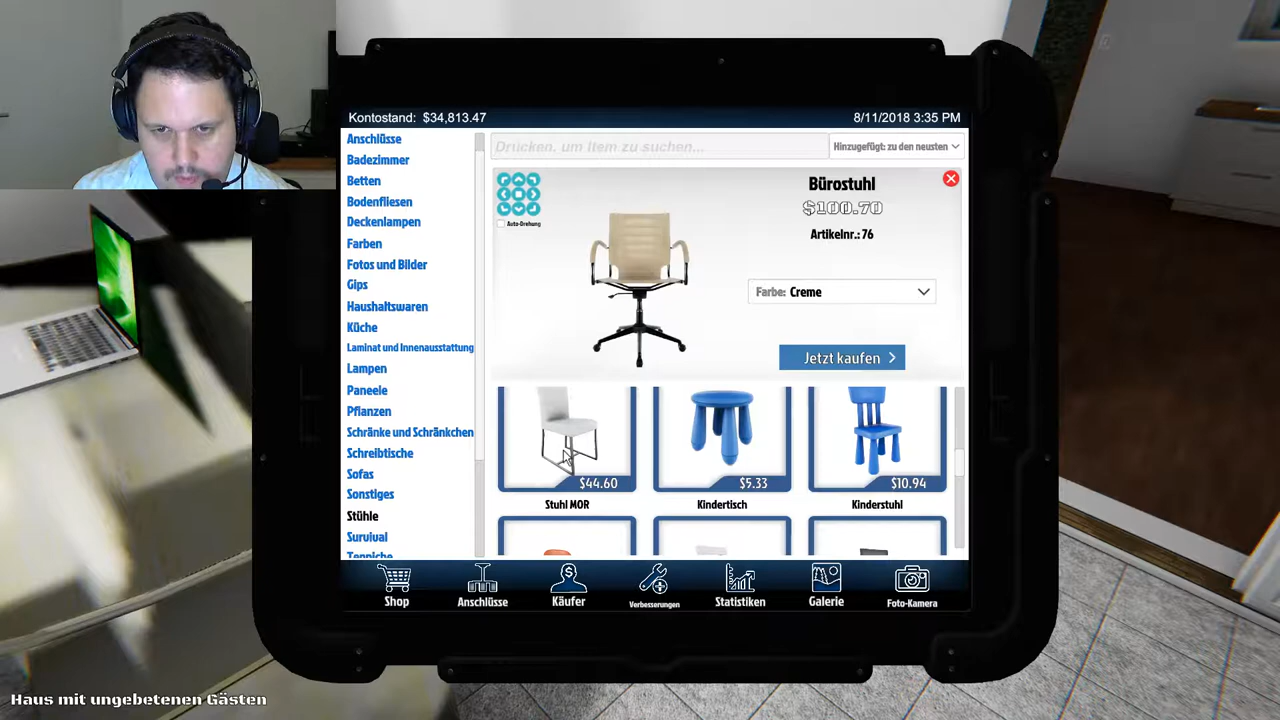 Kontostand: $34,813.47
8/11/2018 3:35 PM
Anschlüsse
Badezimmer
Betten
Bodenfliesen
Deckenlampen
Farben
Fotos und Bilder
Gips
Haushaltswaren
Küche
Laminat und Innenausstattung
Lampen
Paneele
Pflanzen
Schränke und Schränkchen
Schreibtische
Sofas
Sonstiges
Stühle
Survival
Teppiche
Drücken, um Item zu suchen...
Hinzugefügt: zu den neusten
Auto-Drehung
Bürostuhl
$100.70
Artikelnr.: 76
Farbe: Creme
Jetzt kaufen
$44.60
$5.33
$10.94
Stuhl MOR
Kindertisch
Kinderstuhl
Shop
Anschlüsse
Käufer
Verbesserungen
Statistiken
Galerie
Foto-Kamera
Haus mit ungebetenen Gästen